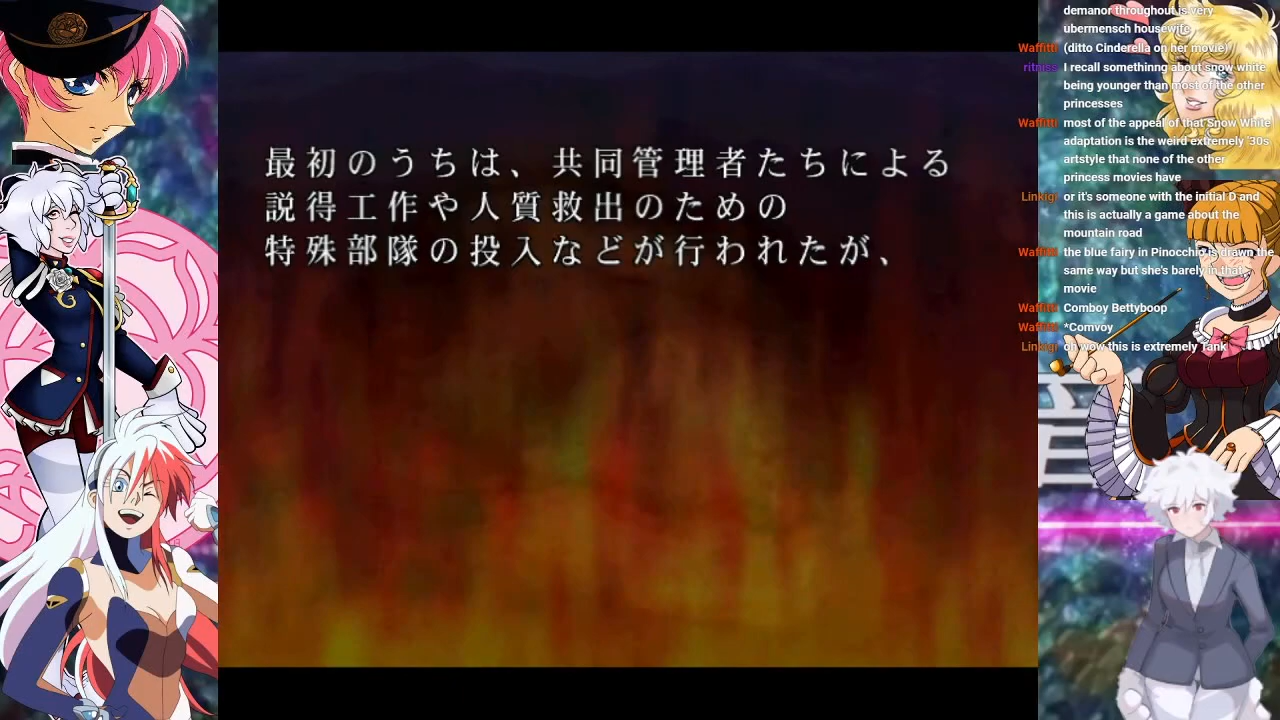 最初のうちは、共同管理者たちによる
説得工作や人質救出のための
特殊部隊の投入などが行われたが、
demanor throughout is very
ubermensch housewife
Waffitti (ditto Cinderella on her movie)
ritniss I recall somethinng about snow white
being younger than most of the other
princesses
Waffitti most of the appeal of that Snow White
adaptation is the weird extremely '30s
artstyle that none of the other
princess movies have
Linkigi or it's someone with the initial D and
this is actually a game about the
mountain road
Waffitti the blue fairy in Pinocchio is drawn the
same way but she's barely in that
movie
Waffitti Comboy Bettyboop
Waffitti *Comvoy
Linkigi oh wow this is extremely Tank
音